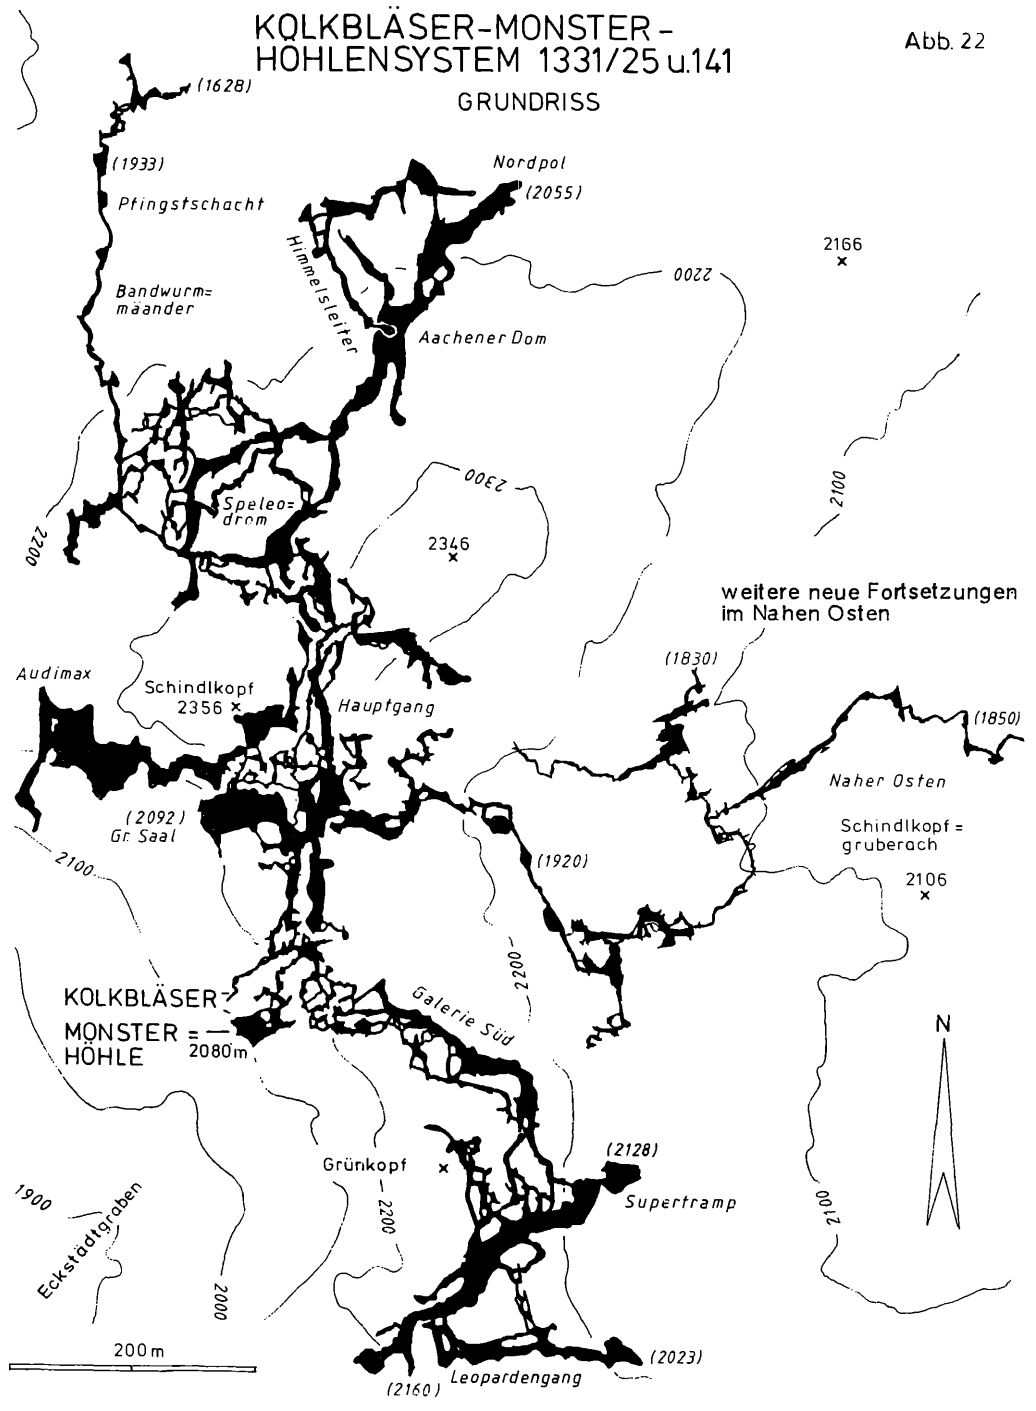 KOLKBLÄSER-MONSTER-
HÖHLENSYSTEM 1331/25 u.141
GRUNDRISS
Abb. 22
(1628)
(1933)
Pfingstschacht
Nordpol
(2055)
Himmelsleiter
2166
2200
Bandwurm=
mäander
Aachener Dom
2300
2100
Speleo=
drom
2200
2346
weitere neue Fortsetzungen
im Nahen Osten
(1830)
Audimax
Schindlkopf
2356
Hauptgang
(1850)
Naher Osten
(2092)
Gr. Saal
Schindlkopf=
gruberach
2100
(1920)
2106
2200
KOLKBLÄSER-
MONSTER=
HÖHLE
2080m
Galerie Süd
N
Grünkopf
(2128)
Supertramp
1900
Eckstädtgraben
2200
2100
2000
200m
(2023)
Leopardengang
(2160)